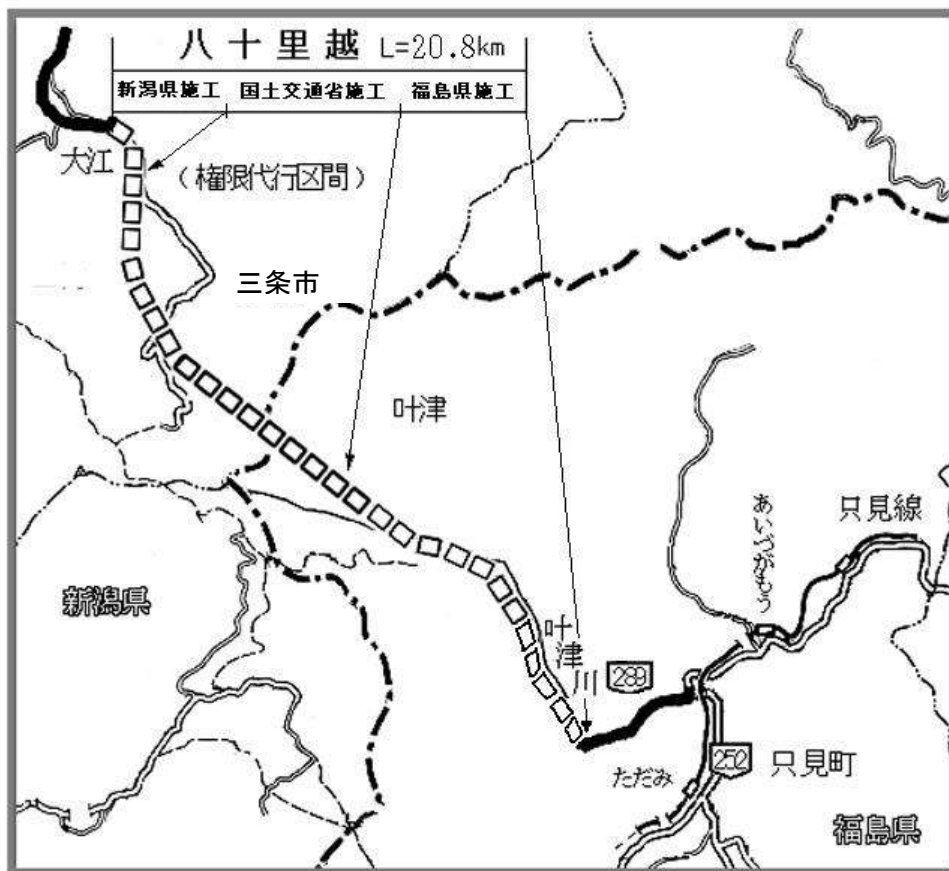 八十里越 L=20.8km
新潟県施工 国土交通省施工 福島県施工
大江
(権限代行区間)
三条市
叶津
あいづがもう
只見線
新潟県
叶津川
289
ただみ
252
只見町
福島県